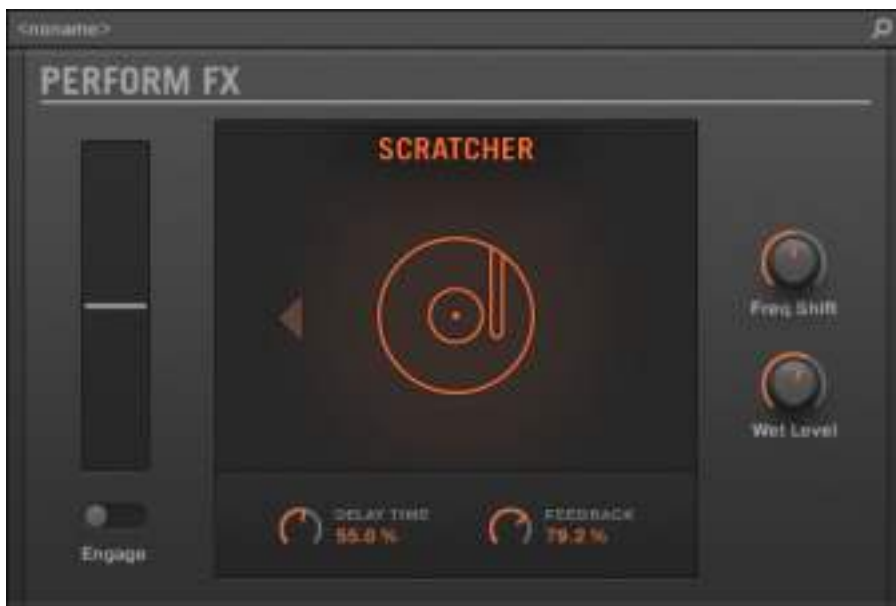 <noname>
PERFORM FX
SCRATCHER
Freq Shift
Wet Level
DELAY TIME
55.0 %
FEEDBACK
79.2 %
Engage